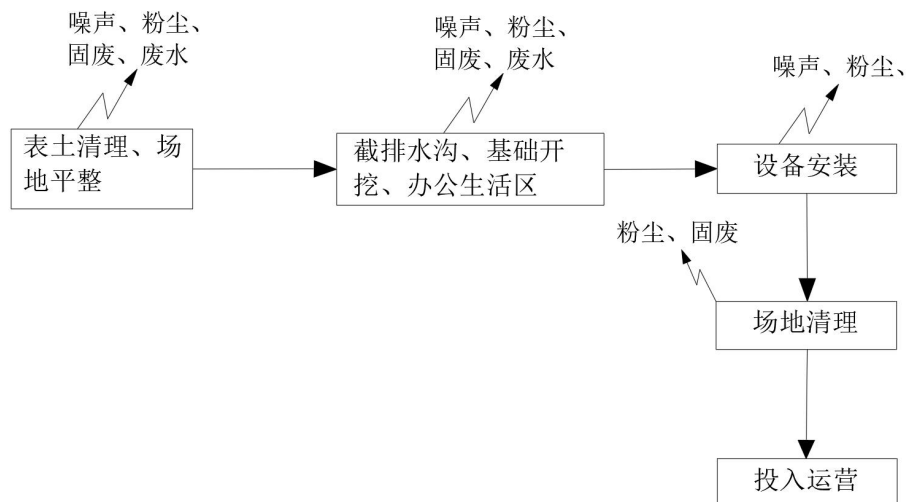 噪声、粉尘、
固废、废水
噪声、粉尘、
固废、废水
噪声、粉尘、
表土清理、场
地平整
截排水沟、基础开
挖、办公生活区
设备安装
粉尘、固废
场地清理
投入运营